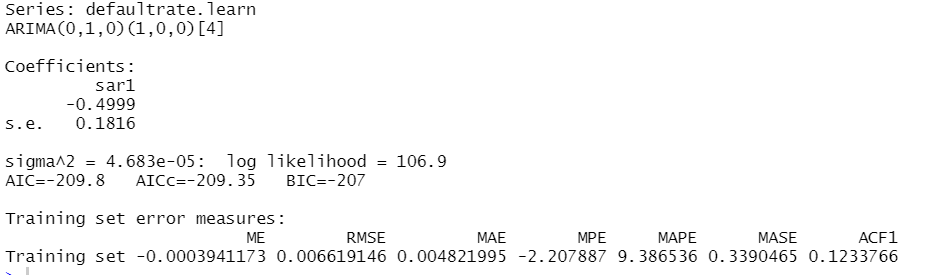 Series: defaultrate.learn
ARIMA(0,1,0)(1,0,0)[4]
Coefficients:
sar1
-0.4999
s.e. 0.1816
sigma^2 = 4.683e-05: log likelihood = 106.9
AIC=-209.8 AICc=-209.35 BIC=-207
Training set error measures:
ME RMSE MAE MPE MAPE MASE ACF1
Training set -0.0003941173 0.006619146 0.004821995 -2.207887 9.386536 0.3390465 0.1233766
>